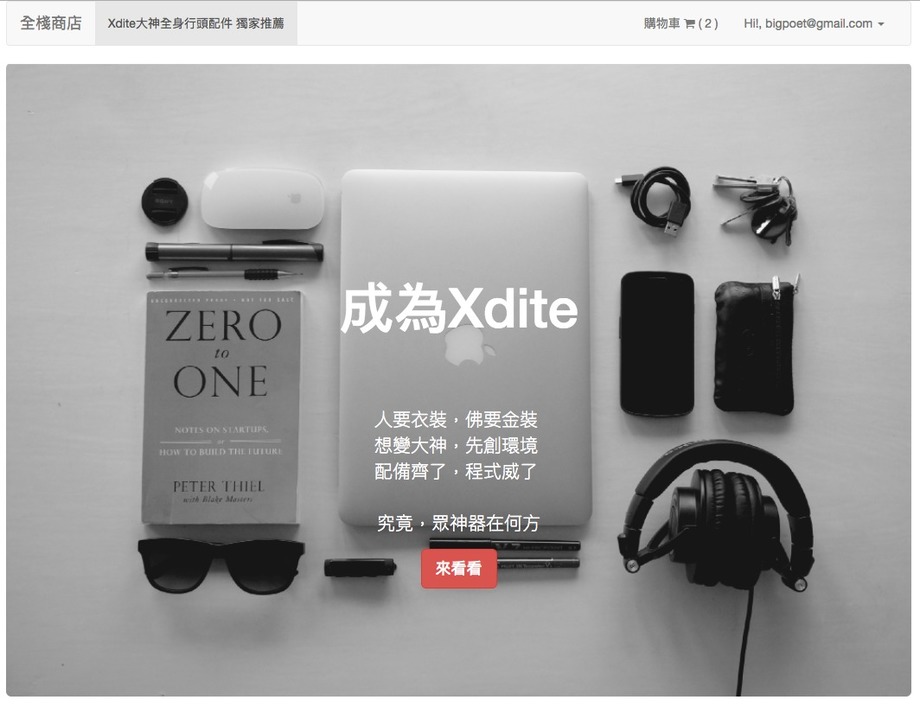 全棧商店
Xdite大神全身行頭配件 獨家推薦
購物車 ( 2 )
Hi!, bigpoet@gmail.com
成為Xdite
ZERO
to
ONE
NOTES ON STARTUPS,
or
HOW TO BUILD THE FUTURE
PETER THIEL
with Blake Masters
人要衣裝，佛要金裝
想變大神，先創環境
配備齊了，程式威了
究竟，眾神器在何方
來看看